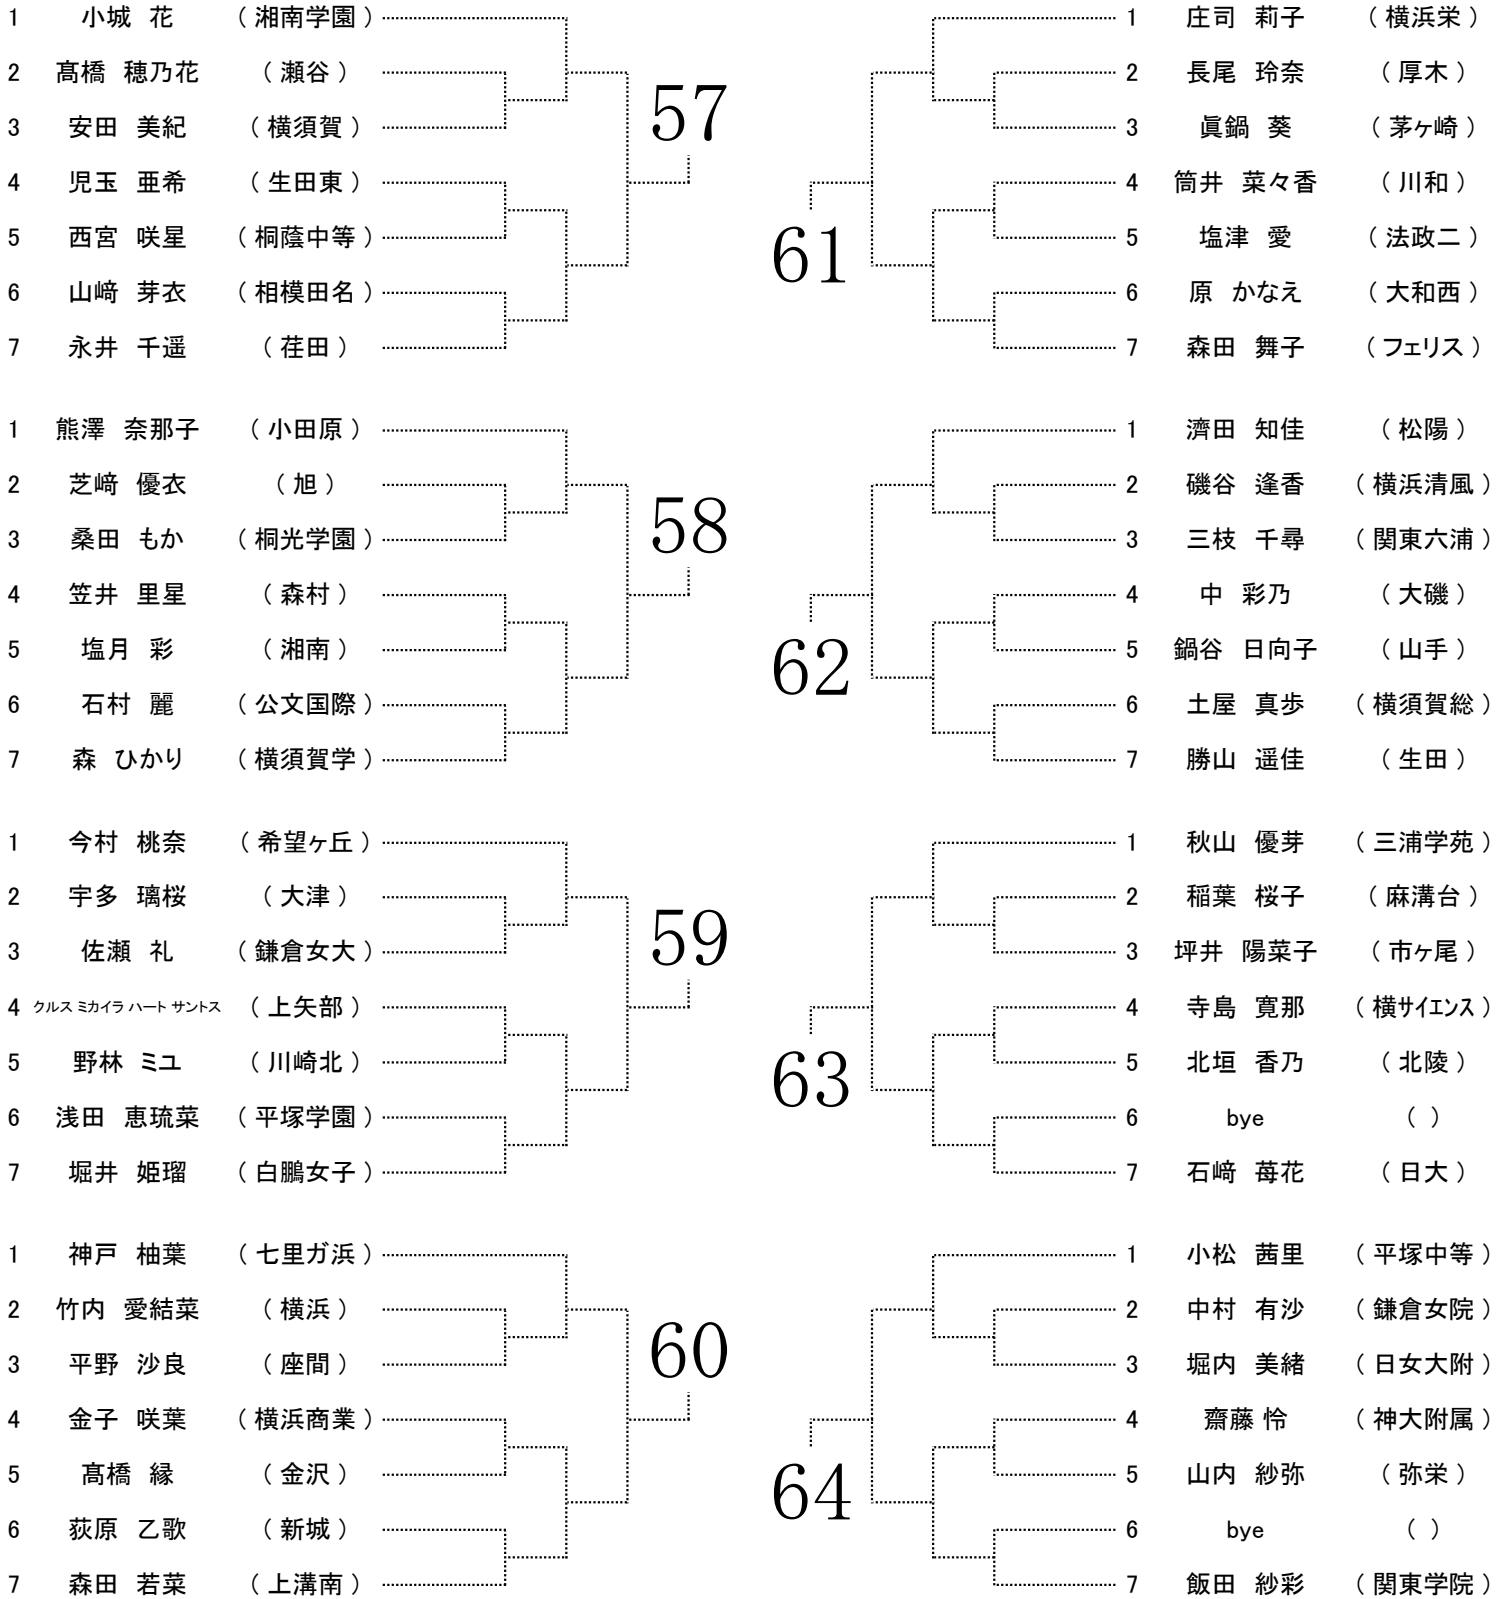 1 小城 花 （ 湘南学園 ）
2 髙橋 穂乃花 （ 瀬谷 ）
3 安田 美紀 （ 横須賀 ）
4 児玉 亜希 （ 生田東 ）
5 西宮 咲星 （ 桐蔭中等 ）
6 山﨑 芽衣 （ 相模田名 ）
7 永井 千遥 （ 荏田 ）
57
1 熊澤 奈那子 （ 小田原 ）
2 芝﨑 優衣 （ 旭 ）
3 桑田 もか （ 桐光学園 ）
4 笠井 里星 （ 森村 ）
5 塩月 彩 （ 湘南 ）
6 石村 麗 （ 公文国際 ）
7 森 ひかり （ 横須賀学 ）
58
1 今村 桃奈 （ 希望ヶ丘 ）
2 宇多 璃桜 （ 大津 ）
3 佐瀬 礼 （ 鎌倉女大 ）
4 クルス ミカイラ ハート サントス （ 上矢部 ）
5 野林 ミユ （ 川崎北 ）
6 浅田 恵琉菜 （ 平塚学園 ）
7 堀井 姫瑠 （ 白鵬女子 ）
59
1 神戸 柚葉 （ 七里ガ浜 ）
2 竹内 愛結菜 （ 横浜 ）
3 平野 沙良 （ 座間 ）
4 金子 咲葉 （ 横浜商業 ）
5 髙橋 縁 （ 金沢 ）
6 荻原 乙歌 （ 新城 ）
7 森田 若菜 （ 上溝南 ）
60
1 庄司 莉子 （ 横浜栄 ）
2 長尾 玲奈 （ 厚木 ）
3 眞鍋 葵 （ 茅ヶ崎 ）
4 筒井 菜々香 （ 川和 ）
5 塩津 愛 （ 法政二 ）
6 原 かなえ （ 大和西 ）
7 森田 舞子 （ フェリス ）
61
1 濟田 知佳 （ 松陽 ）
2 磯谷 逢香 （ 横浜清風 ）
3 三枝 千尋 （ 関東六浦 ）
4 中 彩乃 （ 大磯 ）
5 鍋谷 日向子 （ 山手 ）
6 土屋 真歩 （ 横須賀総 ）
7 勝山 遥佳 （ 生田 ）
62
1 秋山 優芽 （ 三浦学苑 ）
2 稲葉 桜子 （ 麻溝台 ）
3 坪井 陽菜子 （ 市ヶ尾 ）
4 寺島 寛那 （ 横サイエンス ）
5 北垣 香乃 （ 北陵 ）
6 bye （ ）
7 石﨑 苺花 （ 日大 ）
63
1 小松 茜里 （ 平塚中等 ）
2 中村 有沙 （ 鎌倉女院 ）
3 堀内 美緒 （ 日女大附 ）
4 齋藤 怜 （ 神大附属 ）
5 山内 紗弥 （ 弥栄 ）
6 bye （ ）
7 飯田 紗彩 （ 関東学院 ）
64